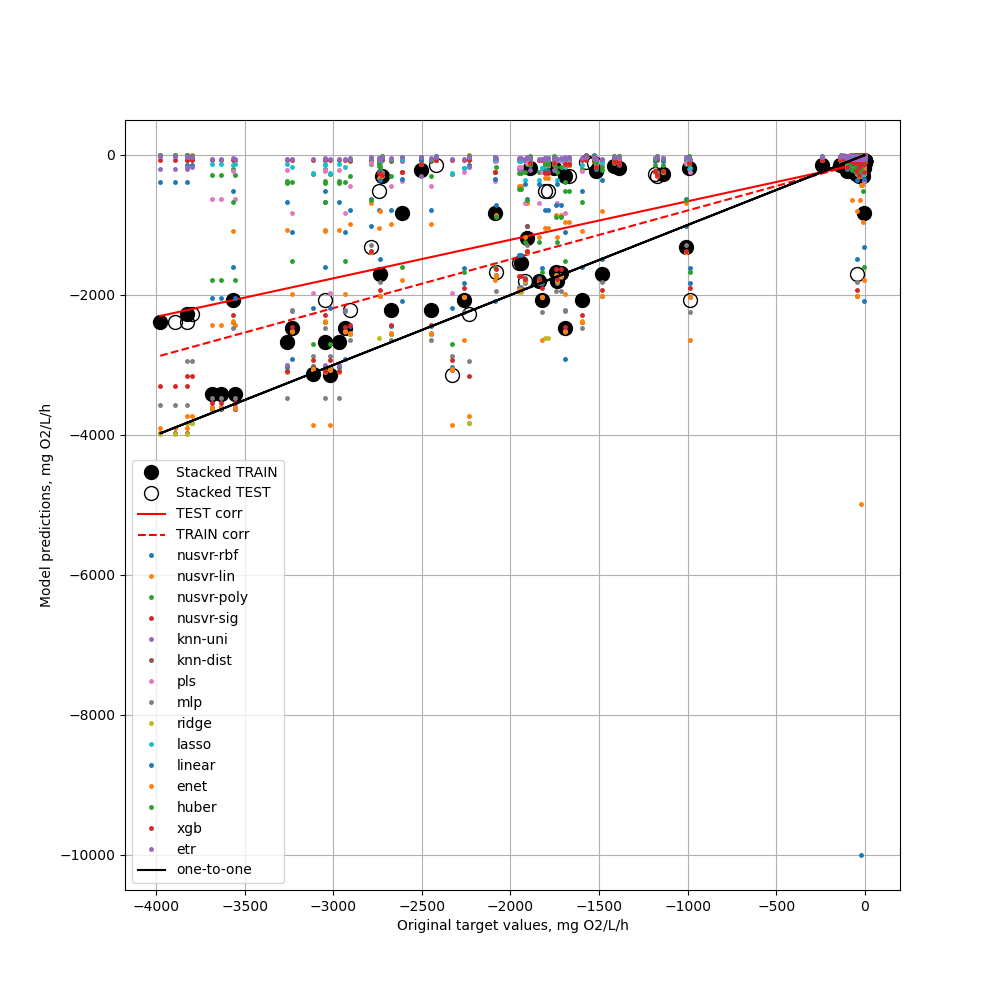 0
−2000
−4000
−6000
−8000
−10000
Model predictions, mg O2/L/h
Stacked TRAIN
Stacked TEST
TEST corr
TRAIN corr
nusvr-rbf
nusvr-lin
nusvr-poly
nusvr-sig
knn-uni
knn-dist
pls
mlp
ridge
lasso
linear
enet
huber
xgb
etr
one-to-one
−4000 −3500 −3000 −2500 −2000 −1500 −1000 −500 0
Original target values, mg O2/L/h